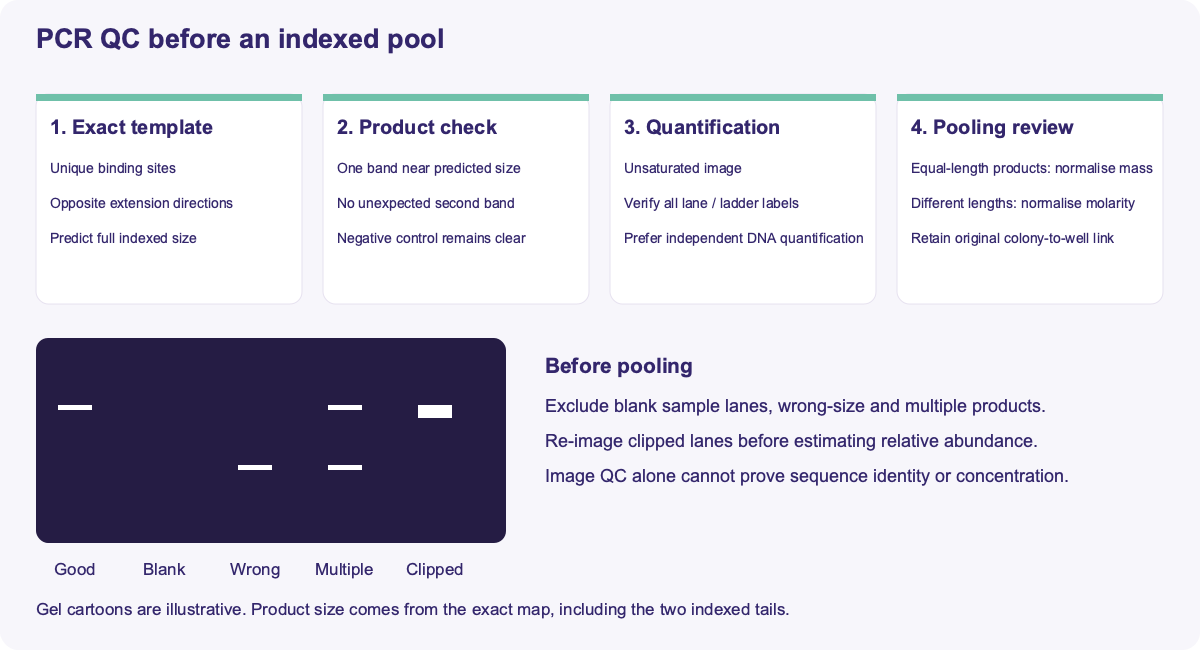 PCR QC before an indexed pool
1. Exact template
Unique binding sites
Opposite extension directions
Predict full indexed size
2. Product check
One band near predicted size
No unexpected second band
Negative control remains clear
3. Quantification
Unsaturated image
Verify all lane / ladder labels
Prefer independent DNA quantification
4. Pooling review
Equal-length products: normalise mass
Different lengths: normalise molarity
Retain original colony-to-well link
Good
Blank
Wrong
Multiple
Clipped
Before pooling
Exclude blank sample lanes, wrong-size and multiple products.
Re-image clipped lanes before estimating relative abundance.
Image QC alone cannot prove sequence identity or concentration.
Gel cartoons are illustrative. Product size comes from the exact map, including the two indexed tails.